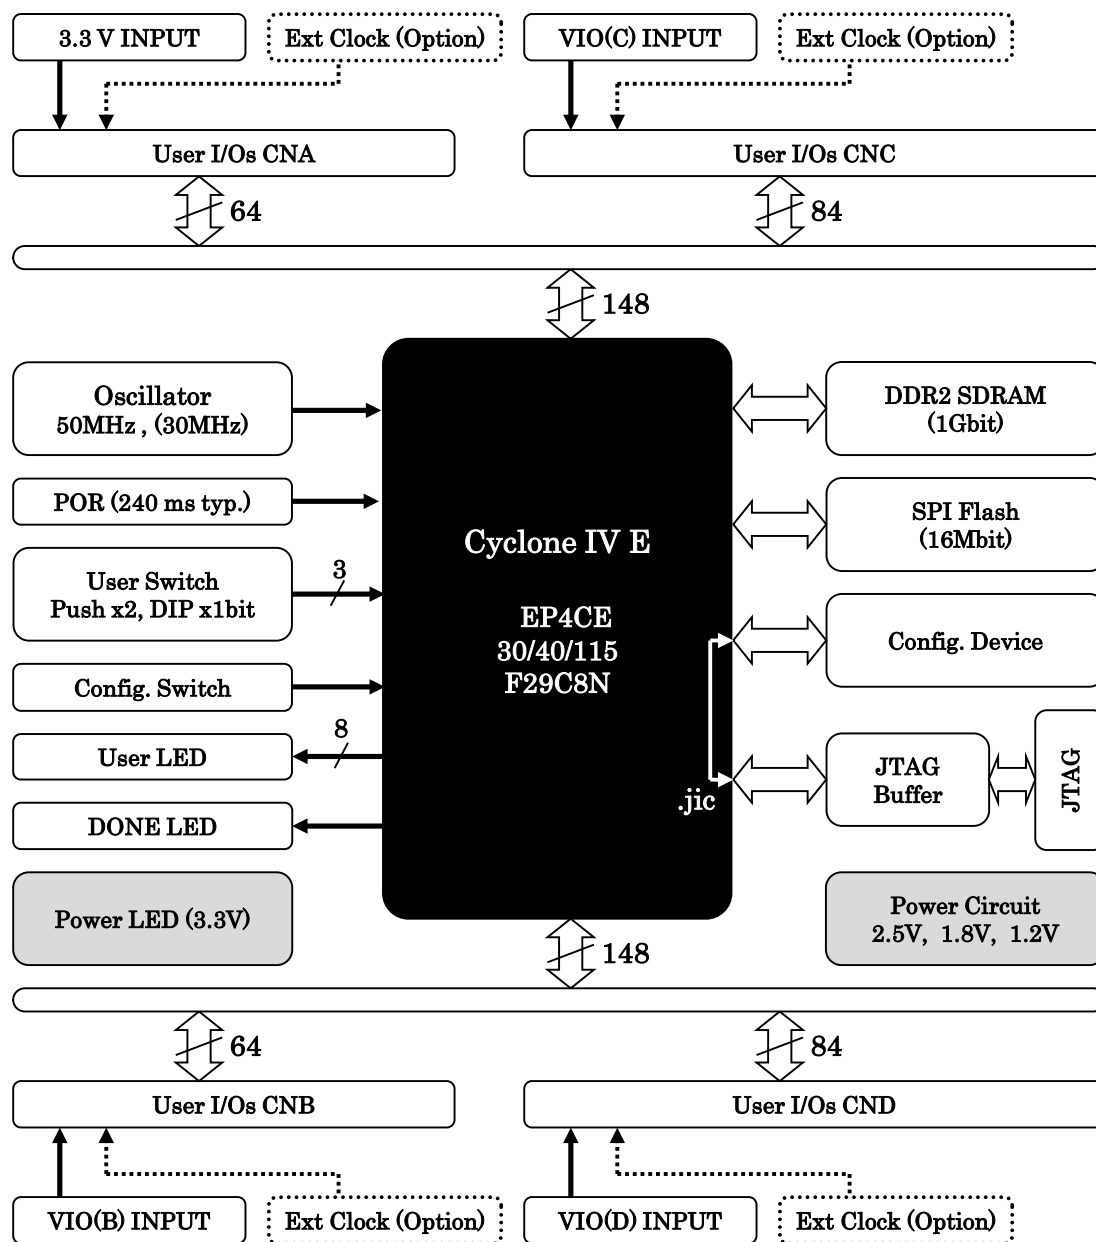 3.3 V INPUT
Ext Clock (Option)
VIO(C) INPUT
Ext Clock (Option)
User I/Os CNA
User I/Os CNC
64
84
148
Oscillator
50MHz , (30MHz)
DDR2 SDRAM
(1Gbit)
POR (240 ms typ.)
SPI Flash
(16Mbit)
Cyclone IV E
EP4CE
30/40/115
F29C8N
User Switch
Push x2, DIP x1bit
3
Config. Device
Config. Switch
User LED
8
JTAG
Buffer
JTAG
.jic
DONE LED
Power LED (3.3V)
Power Circuit
2.5V, 1.8V, 1.2V
148
64
84
User I/Os CNB
User I/Os CND
VIO(B) INPUT
Ext Clock (Option)
VIO(D) INPUT
Ext Clock (Option)